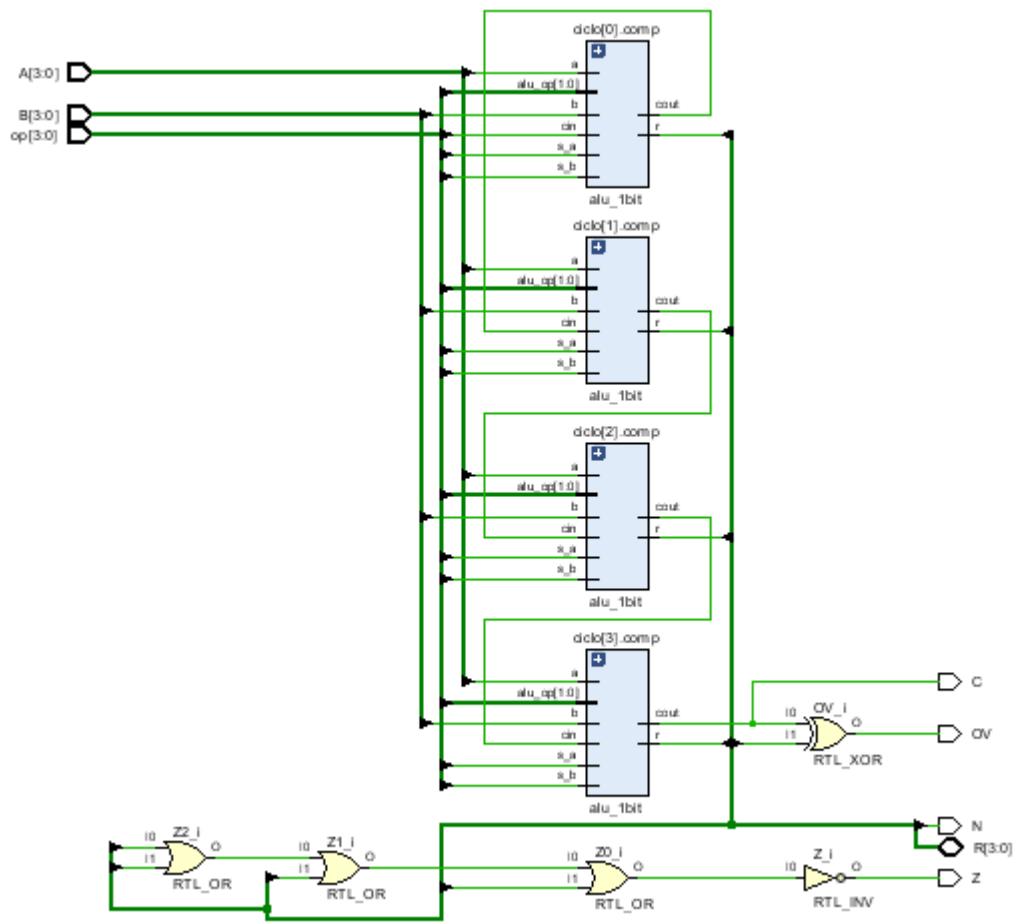 ciclo[0].comp
A[3:0]
a
alu_op[1:0]
B[3:0]
b
cout
op[3:0]
cin
r
s_a
s_b
alu_1bit
ciclo[1].comp
a
alu_op[1:0]
b
cout
cin
r
s_a
s_b
alu_1bit
ciclo[2].comp
a
alu_op[1:0]
b
cout
cin
r
s_a
s_b
alu_1bit
ciclo[3].comp
a
C
alu_op[1:0]
b
cout
I0
OV_i
O
OV
cin
r
I1
RTL_XOR
s_a
s_b
alu_1bit
N
R[3:0]
I0
Z2_i
O
I1
RTL_OR
I0
Z1_i
O
I1
RTL_OR
I0
Z0_i
O
I1
RTL_OR
I0
Z_i
O
RTL_INV
Z